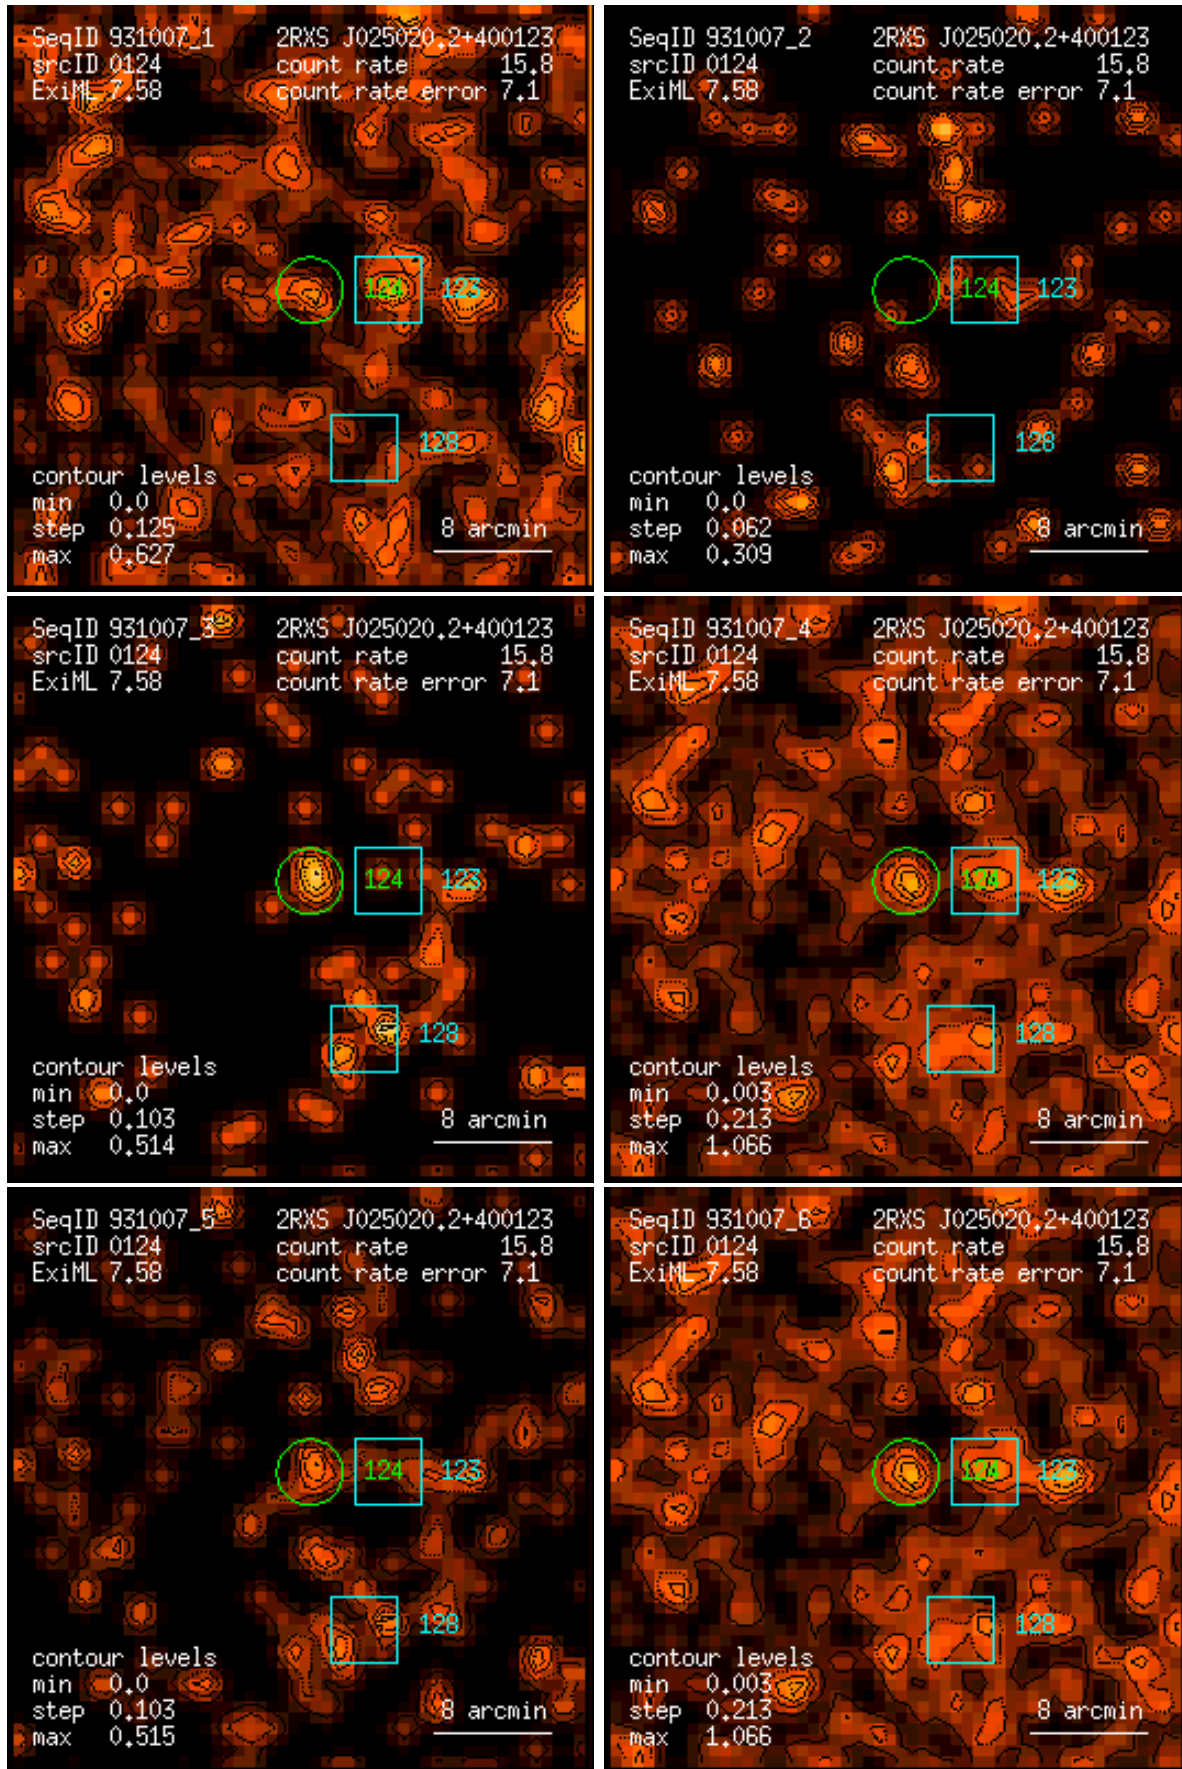 SeqID 931007_1 2RXS J025020.2+400123
srcID 0124 count rate 15.8
ExiML 7.58 count rate error 7.1
124 123
128
contour levels
min 0.0
step 0.125 8 arcmin
max 0.627
SeqID 931007_2 2RXS J025020.2+400123
srcID 0124 count rate 15.8
ExiML 7.58 count rate error 7.1
124 123
128
contour levels
min 0.0
step 0.062 8 arcmin
max 0.309
SeqID 931007_3 2RXS J025020.2+400123
srcID 0124 count rate 15.8
ExiML 7.58 count rate error 7.1
124 123
128
contour levels
min 0.0
step 0.103 8 arcmin
max 0.514
SeqID 931007_4 2RXS J025020.2+400123
srcID 0124 count rate 15.8
ExiML 7.58 count rate error 7.1
124 123
128
contour levels
min 0.003
step 0.213 8 arcmin
max 1.066
SeqID 931007_5 2RXS J025020.2+400123
srcID 0124 count rate 15.8
ExiML 7.58 count rate error 7.1
124 123
128
contour levels
min 0.0
step 0.103 8 arcmin
max 0.515
SeqID 931007_6 2RXS J025020.2+400123
srcID 0124 count rate 15.8
ExiML 7.58 count rate error 7.1
124 123
128
contour levels
min 0.003
step 0.213 8 arcmin
max 1.066